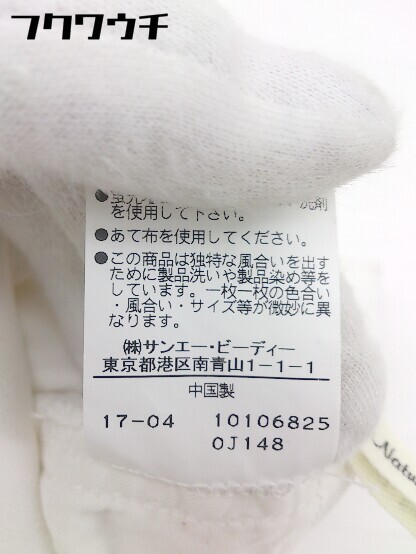 フクワウチ
洗剤
を使用して下さい。
●あて布を使用してください。
●この商品は独特な風合いを出す
ために製品洗いや製品染め等を
しています。一枚一枚の色合い
・風合い・サイズ等が微妙に異
なります。
㈱サンエー・ビーディー
東京都港区南青山1-1-1
中国製
17-04 10106825
0J148
Natu